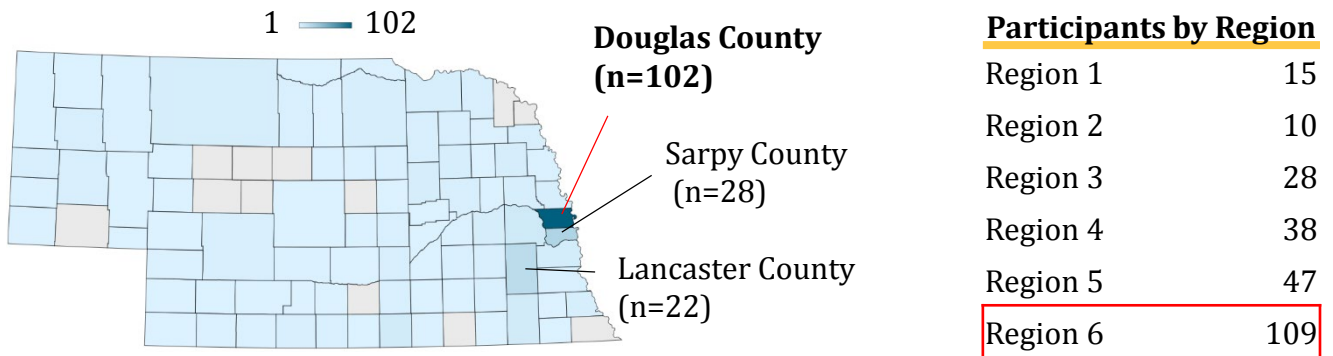 1 102
Douglas County
(n=102)
Sarpy County
(n=28)
Lancaster County
(n=22)
Participants by Region
Region 1 15
Region 2 10
Region 3 28
Region 4 38
Region 5 47
Region 6 109